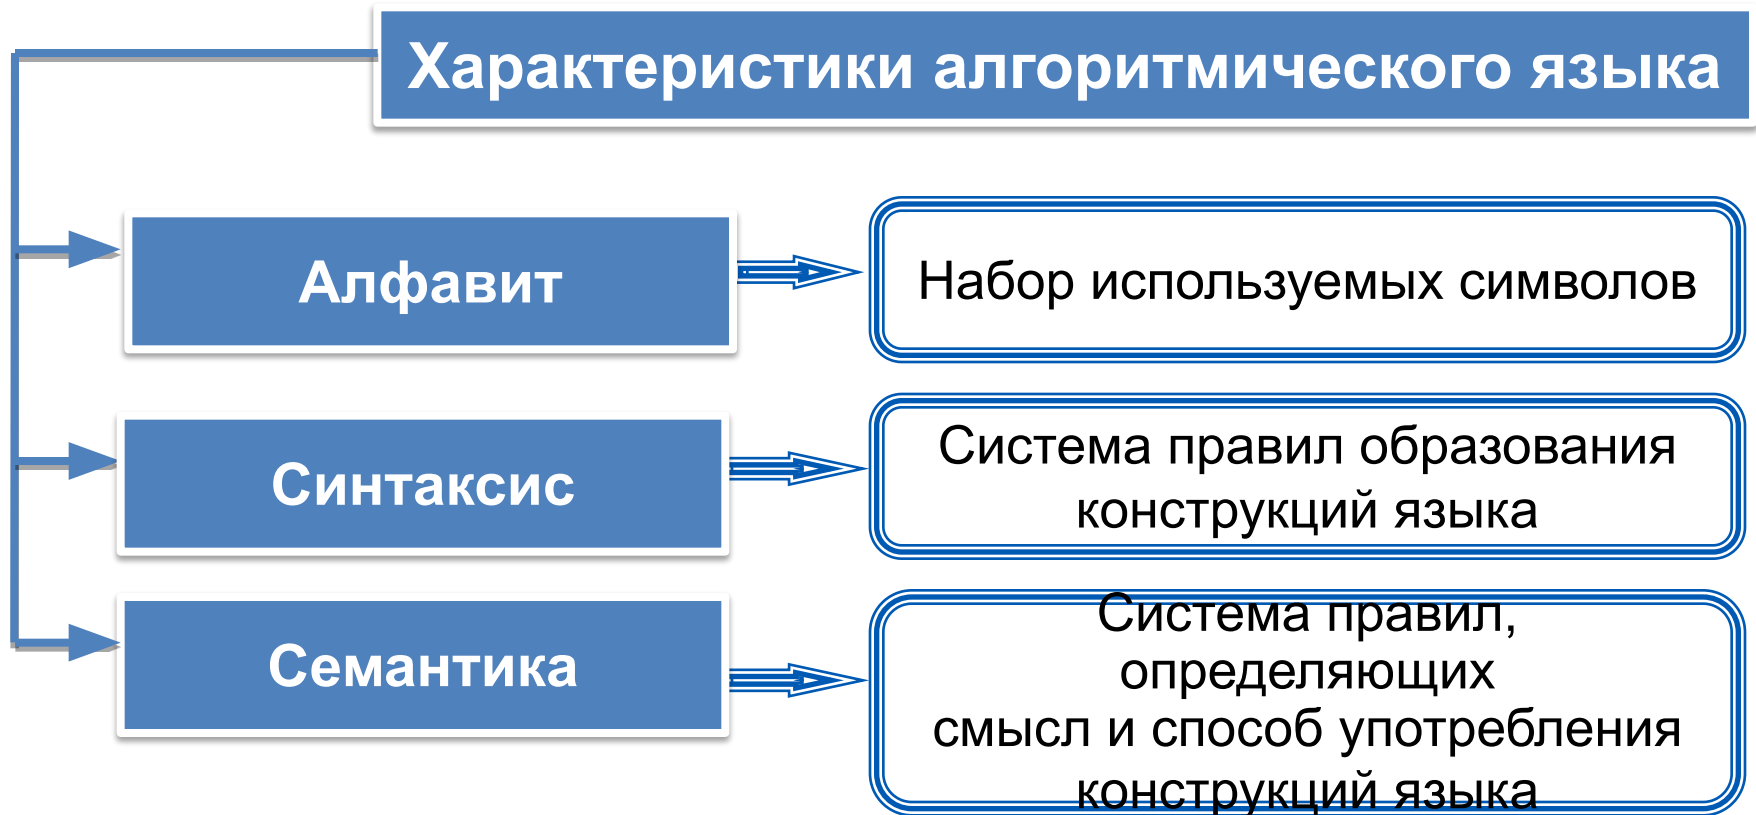 Характеристики алгоритмического языка
Алфавит
Набор используемых символов
Синтаксис
Система правил образования
конструкций языка
Семантика
Система правил,
определяющих
смысл и способ употребления
конструкций языка